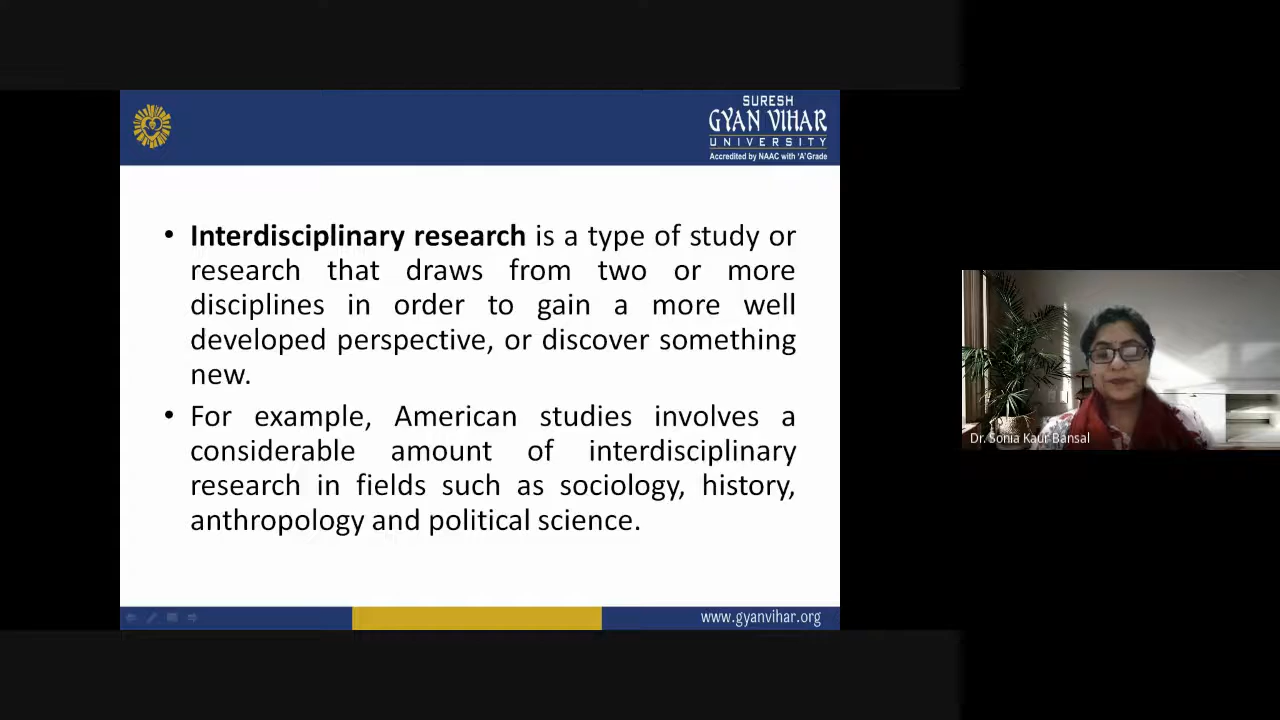 SURESH
GYAN VIHAR
UNIVERSITY
Accredited by NAAC with 'A' Grade
• Interdisciplinary research is a type of study or
research that draws from two or more
disciplines in order to gain a more well
developed perspective, or discover something
new.
• For example, American studies involves a
considerable amount of interdisciplinary
research in fields such as sociology, history,
anthropology and political science.
www.gyanvihar.org
Dr. Sonia Kaur Bansal